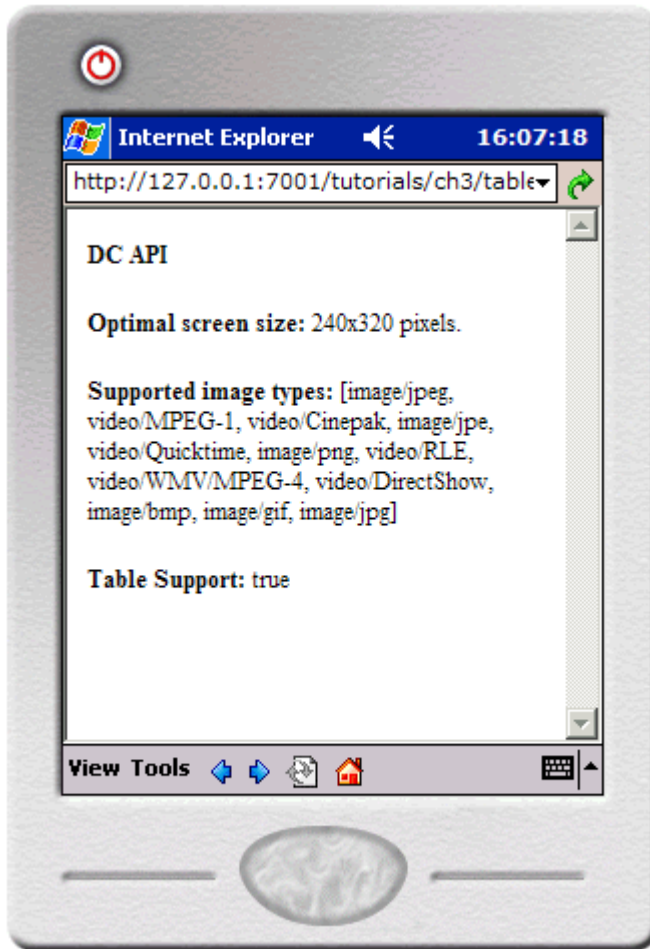 Internet Explorer 16:07:18
http://127.0.0.1:7001/tutorials/ch3/table
DC API
Optimal screen size: 240x320 pixels.
Supported image types: [image/jpeg,
video/MPEG-1, video/Cinepak, image/jpe,
video/Quicktime, image/png, video/RLE,
video/WMV/MPEG-4, video/DirectShow,
image/bmp, image/gif, image/jpg]
Table Support: true
View Tools